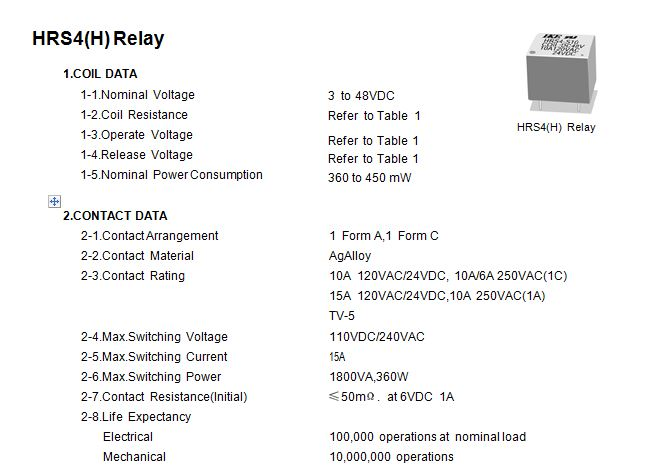 HRS4(H) Relay
1.COIL DATA
1-1.Nominal Voltage 3 to 48VDC
1-2.Coil Resistance Refer to Table 1
1-3.Operate Voltage Refer to Table 1
1-4.Release Voltage Refer to Table 1
1-5.Nominal Power Consumption 360 to 450 mW
HRS4-S10
10A120VAC
24VDC
HRS4(H) Relay
2.CONTACT DATA
2-1.Contact Arrangement 1 Form A,1 Form C
2-2.Contact Material AgAlloy
2-3.Contact Rating 10A 120VAC/24VDC, 10A/6A 250VAC(1C)
15A 120VAC/24VDC,10A 250VAC(1A)
TV-5
2-4.Max.Switching Voltage 110VDC/240VAC
2-5.Max.Switching Current 15A
2-6.Max.Switching Power 1800VA,360W
2-7.Contact Resistance(Initial) ≤50mΩ. at 6VDC 1A
2-8.Life Expectancy
Electrical 100,000 operations at nominal load
Mechanical 10,000,000 operations